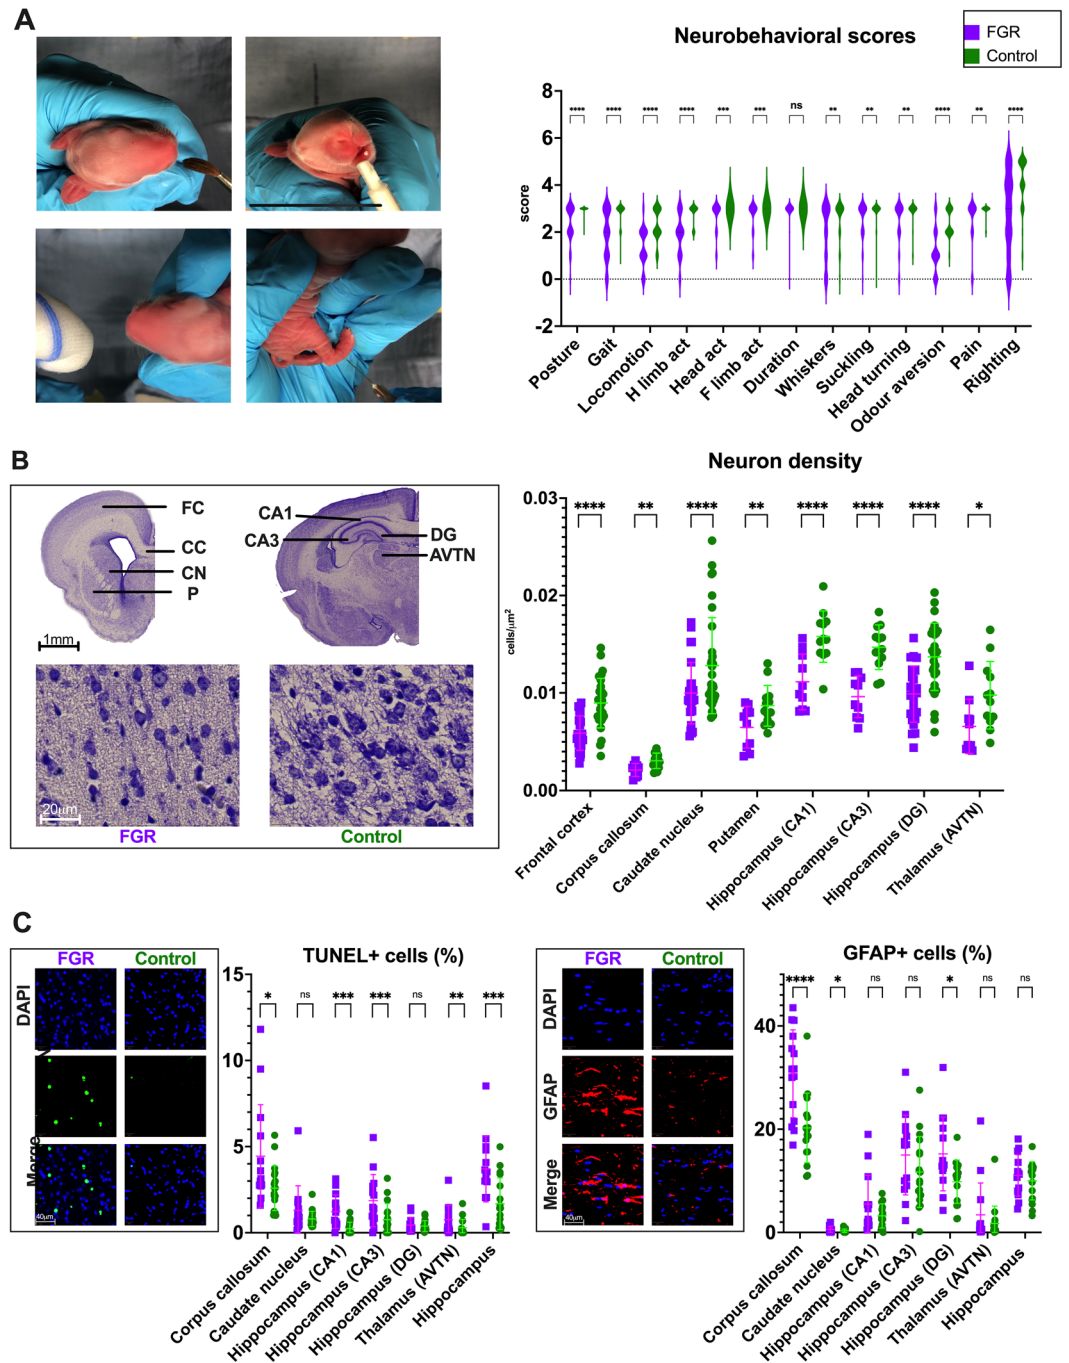 A
Neurobehavioral scores
FGR
Control
8
6
4
2
0
-2
score
**** **** **** **** *** *** ns ** ** ** **** ** ****
Posture
Gait
Locomotion
H limb act
Head act
F limb act
Duration
Whiskers
Suckling
Head turning
Odour aversion
Pain
Righting
B
FC
CC
CN
P
1mm
CA1
CA3
DG
AVTN
20μm
FGR
Control
Neuron density
0.03
0.02
0.01
0.00
cells/μm²
**** ** **** ** **** **** **** *
Frontal cortex
Corpus callosum
Caudate nucleus
Putamen
Hippocampus (CA1)
Hippocampus (CA3)
Hippocampus (DG)
Thalamus (AVTN)
C
FGR
Control
DAPI
Merge
40μm
TUNEL+ cells (%)
15
10
5
0
* ns *** *** ns ** ***
Corpus callosum
Caudate nucleus
Hippocampus (CA1)
Hippocampus (CA3)
Hippocampus (DG)
Thalamus (AVTN)
Hippocampus
FGR
Control
DAPI
GFAP
Merge
40μm
GFAP+ cells (%)
40
20
0
**** * ns ns * ns ns
Corpus callosum
Caudate nucleus
Hippocampus (CA1)
Hippocampus (CA3)
Hippocampus (DG)
Thalamus (AVTN)
Hippocampus